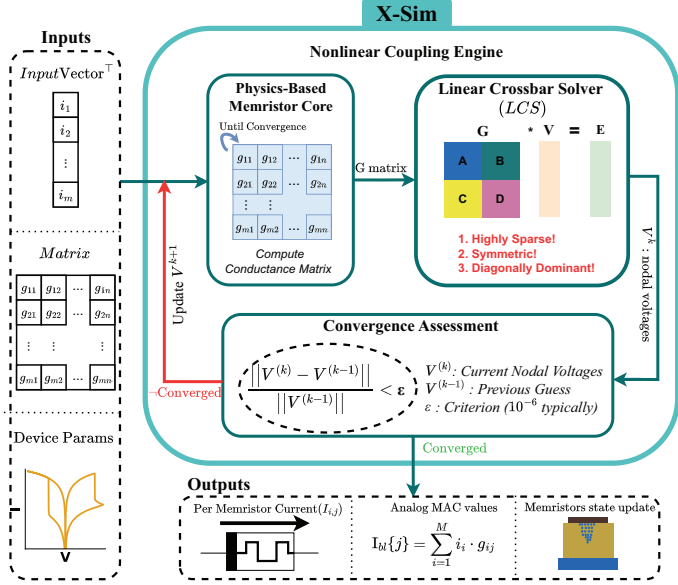 X-Sim
Inputs
InputVector⊤
i1
i2
⋮
im
Matrix
g11 g12 ... g1n
g21 g22 ... g2n
⋮ ⋮ ⋮
gm1 gm2 ... gmn
Device Params
I
V
Nonlinear Coupling Engine
Physics-Based
Memristor Core
Until Convergence
g11 g12 ... g1n
g21 g22 ... g2n
⋮ ⋮
gm1 gm2 ... gmn
Compute
Conductance Matrix
G matrix
Linear Crossbar Solver
(LCS)
G * V = E
A B
C D
1. Highly Sparse!
2. Symmetric!
3. Diagonally Dominant!
V^k: nodal voltages
Update V^{k+1}
Convergence Assessment
||V^(k) − V^(k-1)|| / ||V^(k-1)|| < ε
V^(k): Current Nodal Voltages
V^(k-1): Previous Guess
ε : Criterion (10^-6 typically)
¬Converged
Converged
Outputs
Per Memristor Current(I_{i,j})
Analog MAC values
I_bl{j} = ∑_{i=1}^{M} i_i · g_ij
Memristors state update